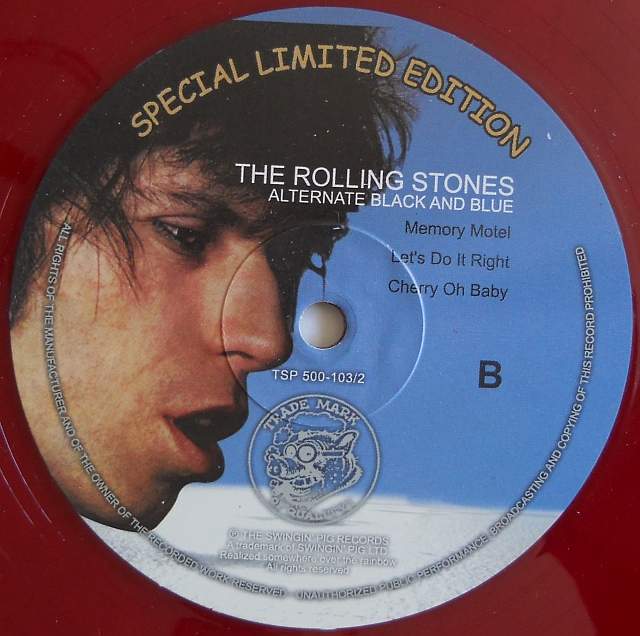 SPECIAL LIMITED EDITION
THE ROLLING STONES
ALTERNATE BLACK AND BLUE
Memory Motel
Let's Do It Right
Cherry Oh Baby
B
TSP 500-103/2
TRADE MARK
QUALITY
© THE SWINGIN' PIG RECORDS
A trademark of SWINGIN' PIG LTD
Realized somewhere over the rainbow
All rights reserved
ALL RIGHTS OF THE MANUFACTURER AND OF THE OWNER OF THE RECORDED WORK RESERVED - UNAUTHORIZED PUBLIC PERFORMANCE BROADCASTING AND COPYING OF THIS RECORD PROHIBITED